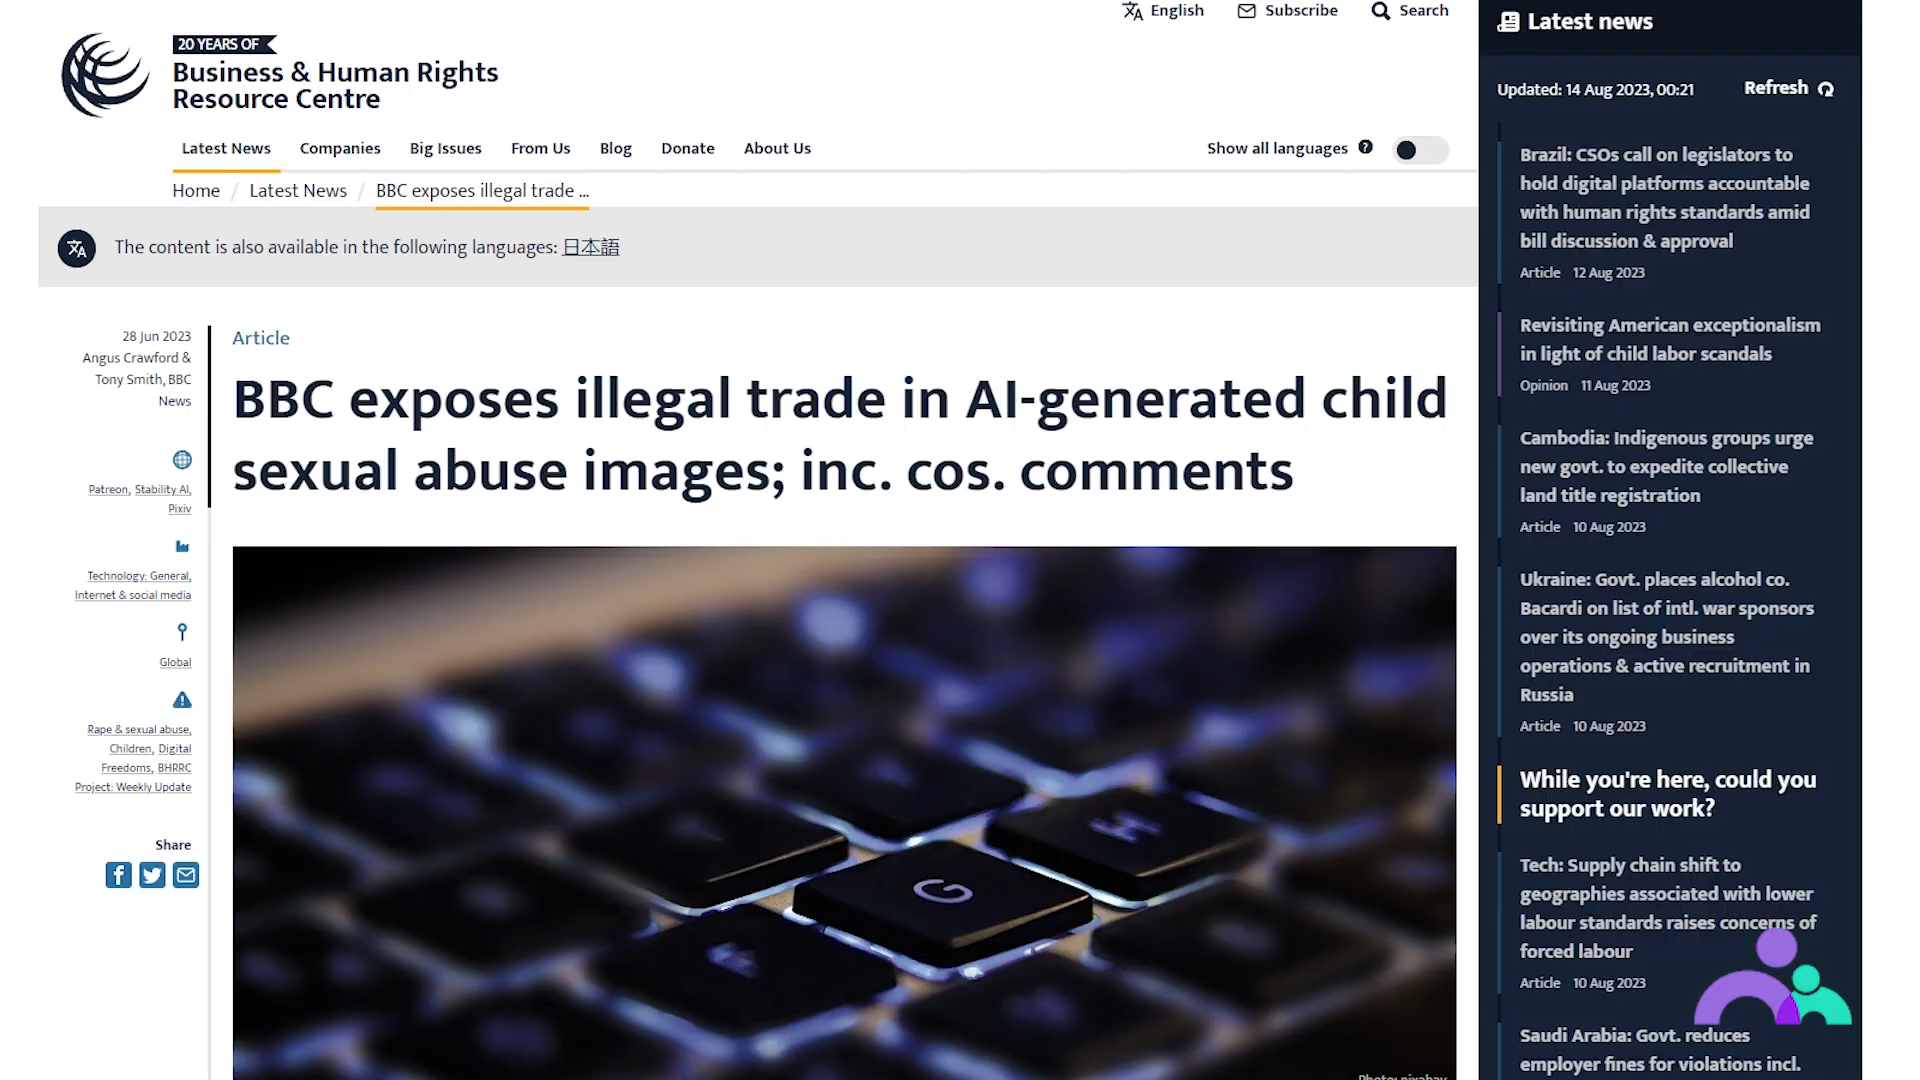 English
Subscribe
Search
20 YEARS OF
Business & Human Rights
Resource Centre
Latest News
Companies
Big Issues
From Us
Blog
Donate
About Us
Show all languages ?
Home / Latest News / BBC exposes illegal trade ...
The content is also available in the following languages: 日本語
28 Jun 2023
Angus Crawford &
Tony Smith, BBC
News
Patreon, Stability AI,
Pixiv
Technology: General,
Internet & social media
Global
Rape & sexual abuse,
Children, Digital
Freedoms, BHRRC
Project: Weekly Update
Share
Article
BBC exposes illegal trade in AI-generated child
sexual abuse images; inc. cos. comments
G
H
Photo: pixabay
Latest news
Updated: 14 Aug 2023, 00:21
Refresh
Brazil: CSOs call on legislators to
hold digital platforms accountable
with human rights standards amid
bill discussion & approval
Article 12 Aug 2023
Revisiting American exceptionalism
in light of child labor scandals
Opinion 11 Aug 2023
Cambodia: Indigenous groups urge
new govt. to expedite collective
land title registration
Article 10 Aug 2023
Ukraine: Govt. places alcohol co.
Bacardi on list of intl. war sponsors
over its ongoing business
operations & active recruitment in
Russia
Article 10 Aug 2023
While you're here, could you
support our work?
Tech: Supply chain shift to
geographies associated with lower
labour standards raises concerns of
forced labour
Article 10 Aug 2023
Saudi Arabia: Govt. reduces
employer fines for violations incl.